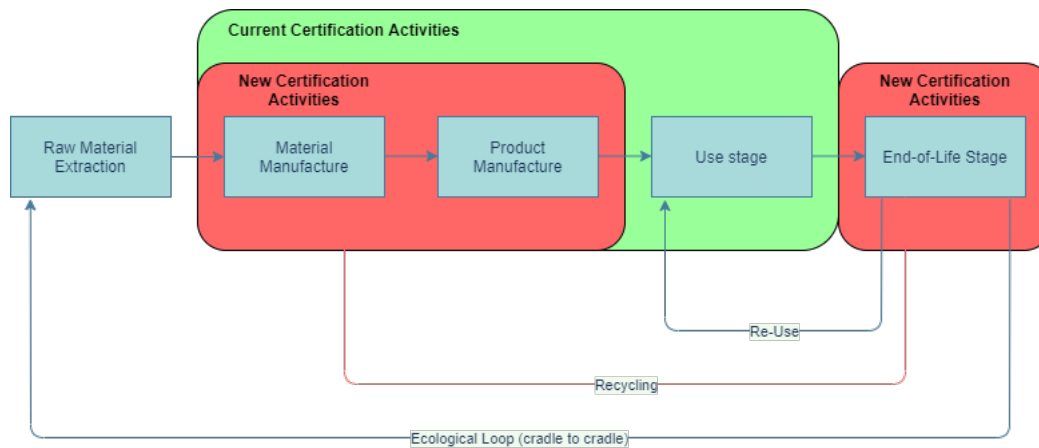 Current Certification Activities
New Certification
Activities
New Certification
Activities
Raw Material
Extraction
Material
Manufacture
Product
Manufacture
Use stage
End-of-Life Stage
Re-Use
Recycling
Ecological Loop (cradle to cradle)